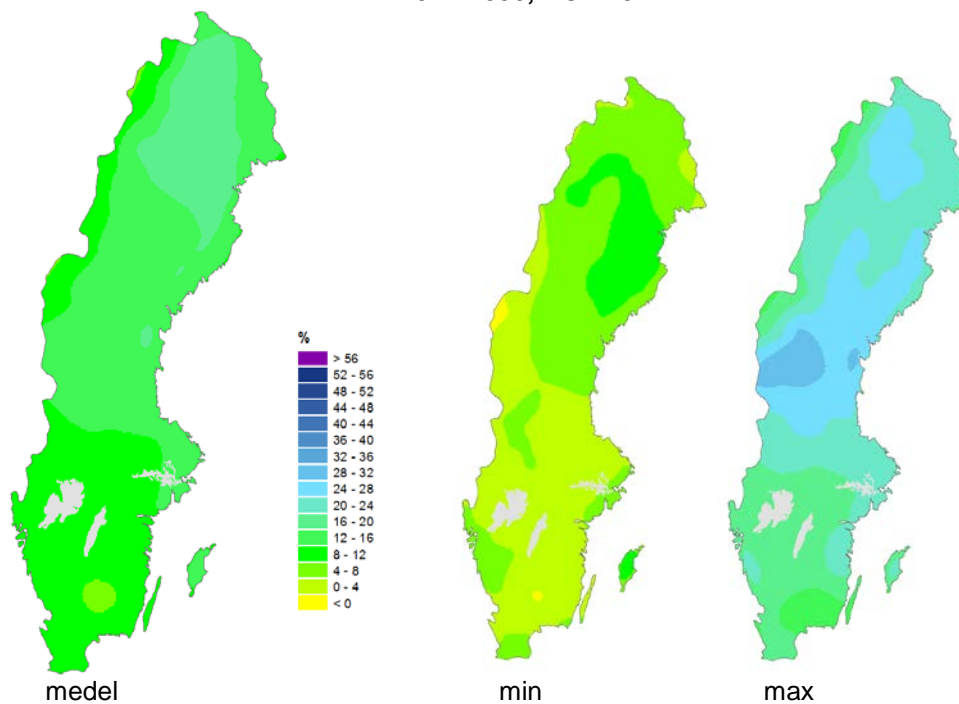 %
> 56
52 - 56
48 - 52
44 - 48
40 - 44
36 - 40
32 - 36
28 - 32
24 - 28
20 - 24
16 - 20
12 - 16
8 - 12
4 - 8
0 - 4
< 0
medel
min
max